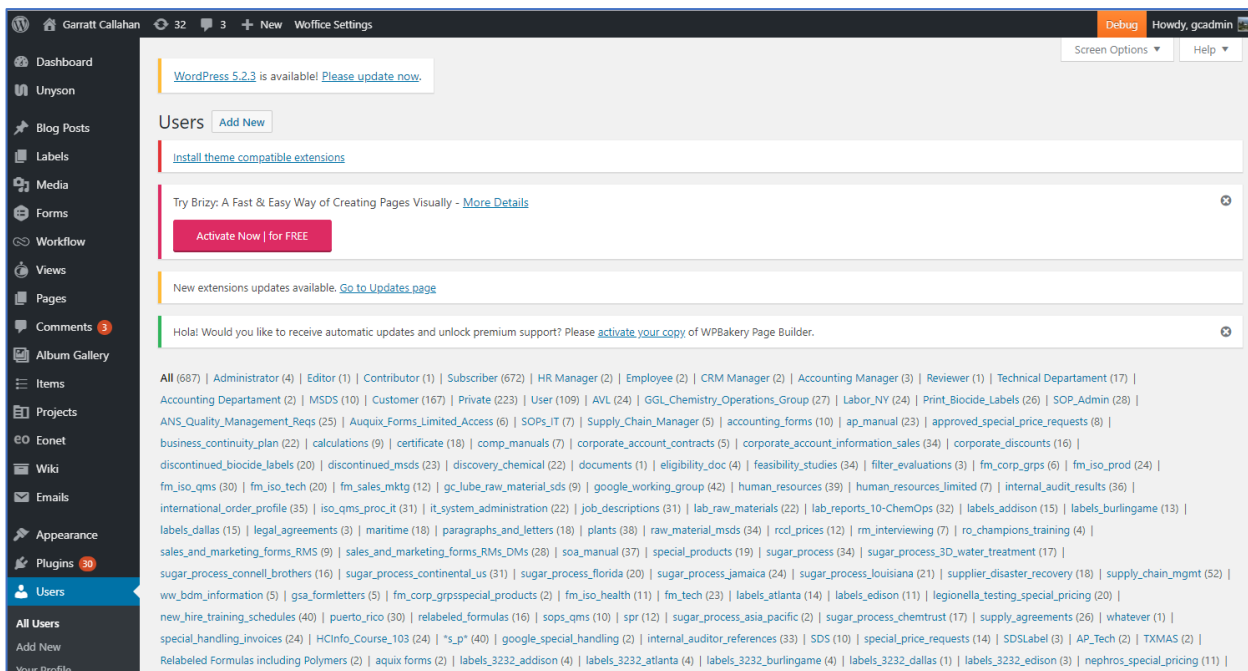 Garratt Callahan 32 3 New Woffice Settings Debug Howdy, gcadmin
Screen Options Help
Dashboard
Unyson
Blog Posts
Labels
Media
Forms
Workflow
Views
Pages
Comments 3
Album Gallery
Items
Projects
Eonet
Wiki
Emails
Appearance
Plugins 30
Users
All Users
Add New
Your Profile
WordPress 5.2.3 is available! Please update now.
Users Add New
Install theme compatible extensions
Try Brizy: A Fast & Easy Way of Creating Pages Visually - More Details
Activate Now | for FREE
New extensions updates available. Go to Updates page
Hola! Would you like to receive automatic updates and unlock premium support? Please activate your copy of WPBakery Page Builder.
All (687) | Administrator (4) | Editor (1) | Contributor (1) | Subscriber (672) | HR Manager (2) | Employee (2) | CRM Manager (2) | Accounting Manager (3) | Reviewer (1) | Technical Departament (17) |
Accounting Departament (2) | MSDS (10) | Customer (167) | Private (223) | User (109) | AVL (24) | GGL_Chemistry_Operations_Group (27) | Labor_NY (24) | Print_Biocide_Labels (26) | SOP_Admin (28) |
ANS_Quality_Management_Reqs (25) | Auquix_Forms_Limited_Access (6) | SOPs_IT (7) | Supply_Chain_Manager (5) | accounting_forms (10) | ap_manual (23) | approved_special_price_requests (8) |
business_continuity_plan (22) | calculations (9) | certificate (18) | comp_manuals (7) | corporate_account_contracts (5) | corporate_account_information_sales (34) | corporate_discounts (16) |
discontinued_biocide_labels (20) | discontinued_msds (23) | discovery_chemical (22) | documents (1) | eligibility_doc (4) | feasibility_studies (34) | filter_evaluations (3) | fm_corp_grps (6) | fm_iso_prod (24) |
fm_iso_qms (30) | fm_iso_tech (20) | fm_sales_mktg (12) | gc_lube_raw_material_sds (9) | google_working_group (42) | human_resources (39) | human_resources_limited (7) | internal_audit_results (36) |
international_order_profile (35) | iso_qms_proc_it (31) | it_system_administration (22) | job_descriptions (31) | lab_raw_materials (22) | lab_reports_10-ChemOps (32) | labels_addison (15) | labels_burlingame (13) |
labels_dallas (15) | legal_agreements (3) | maritime (18) | paragraphs_and_letters (18) | plants (38) | raw_material_msds (34) | rccl_prices (12) | rm_interviewing (7) | ro_champions_training (4) |
sales_and_marketing_forms_RMS (9) | sales_and_marketing_forms_RMs_DMs (28) | soa_manual (37) | special_products (19) | sugar_process (34) | sugar_process_3D_water_treatment (17) |
sugar_process_connell_brothers (16) | sugar_process_continental_us (31) | sugar_process_florida (20) | sugar_process_jamaica (24) | sugar_process_louisiana (21) | supplier_disaster_recovery (18) | supply_chain_mgmt (52) |
ww_bdm_information (5) | gsa_formletters (5) | fm_corp_grpsspecial_products (2) | fm_iso_health (11) | fm_tech (23) | labels_atlanta (14) | labels_edison (11) | legionella_testing_special_pricing (20) |
new_hire_training_schedules (40) | puerto_rico (30) | relabeled_formulas (16) | sops_qms (10) | spr (12) | sugar_process_asia_pacific (2) | sugar_process_chemtrust (17) | supply_agreements (26) | whatever (1) |
special_handling_invoices (24) | HCInfo_Course_103 (24) | "s_p" (40) | google_special_handling (2) | internal_auditor_references (33) | SDS (10) | special_price_requests (14) | SDSLabel (3) | AP_Tech (2) | TXMAS (2) |
Relabeled Formulas including Polymers (2) | aquix forms (2) | labels_3232_addison (4) | labels_3232_atlanta (4) | labels_3232_burlingame (4) | labels_3232_dallas (1) | labels_3232_edison (3) | nephros_special_pricing (11) |